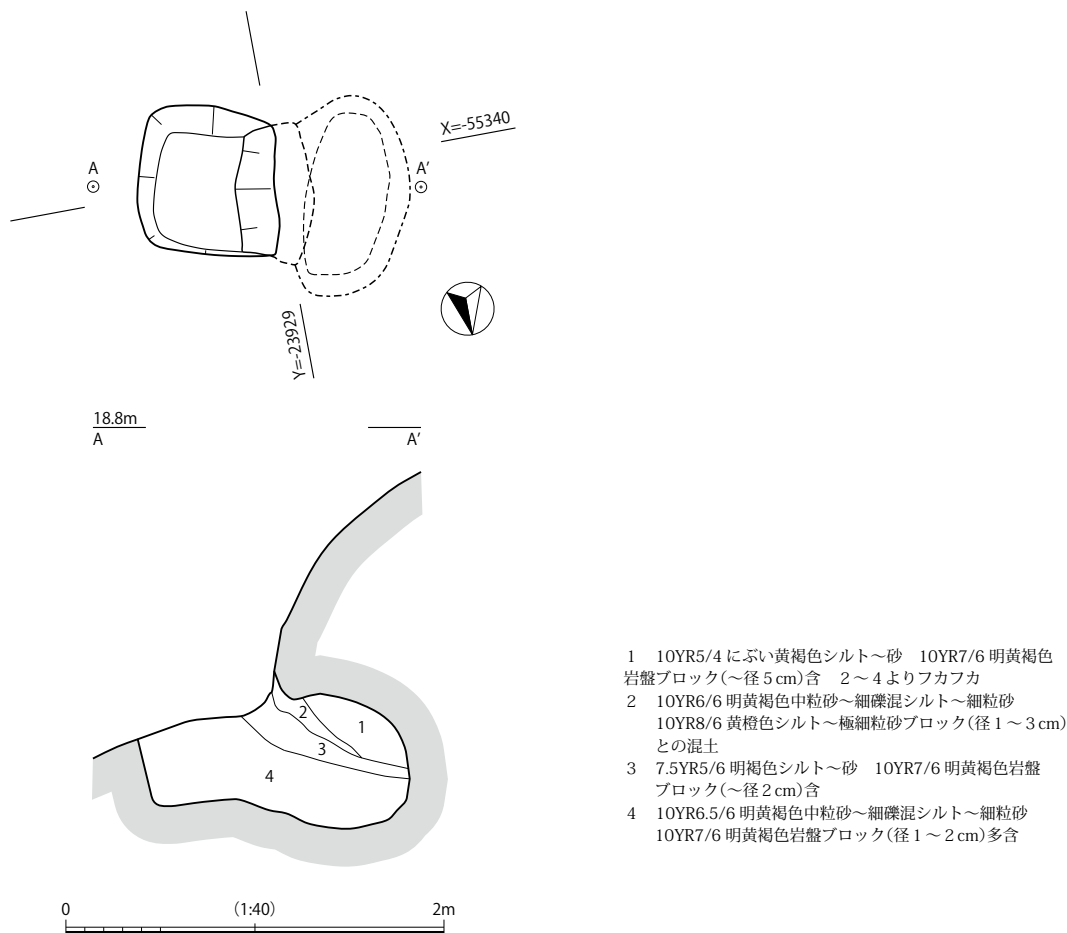 X=-55340
A
A′
Y=-23929
18.8m
A
A′
1
2
3
4
1　10YR5/4 にぶい黄褐色シルト～砂　10YR7/6 明黄褐色
岩盤ブロック（～径５cm）含　２～４よりフカフカ
2　10YR6/6 明黄褐色中粒砂～細礫混シルト～細粒砂
10YR8/6 黄橙色シルト～極細粒砂ブロック（径１～３cm）
との混土
3　7.5YR5/6 明褐色シルト～砂　10YR7/6 明黄褐色岩盤
ブロック（～径２cm）含
4　10YR6.5/6 明黄褐色中粒砂～細礫混シルト～細粒砂
10YR7/6 明黄褐色岩盤ブロック（径１～２cm）多含
0
(1:40)
2m